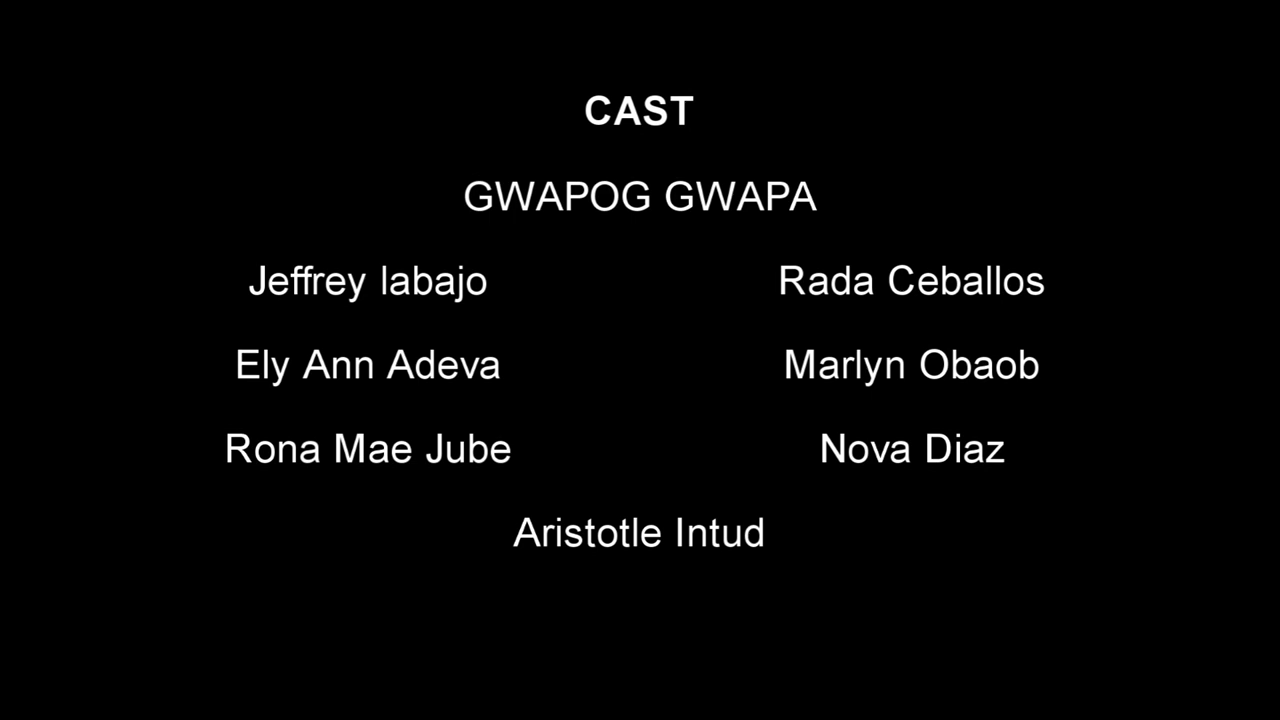 CAST
GWAPOG GWAPA
Jeffrey labajo Rada Ceballos
Ely Ann Adeva Marlyn Obaob
Rona Mae Jube Nova Diaz
Aristotle Intud